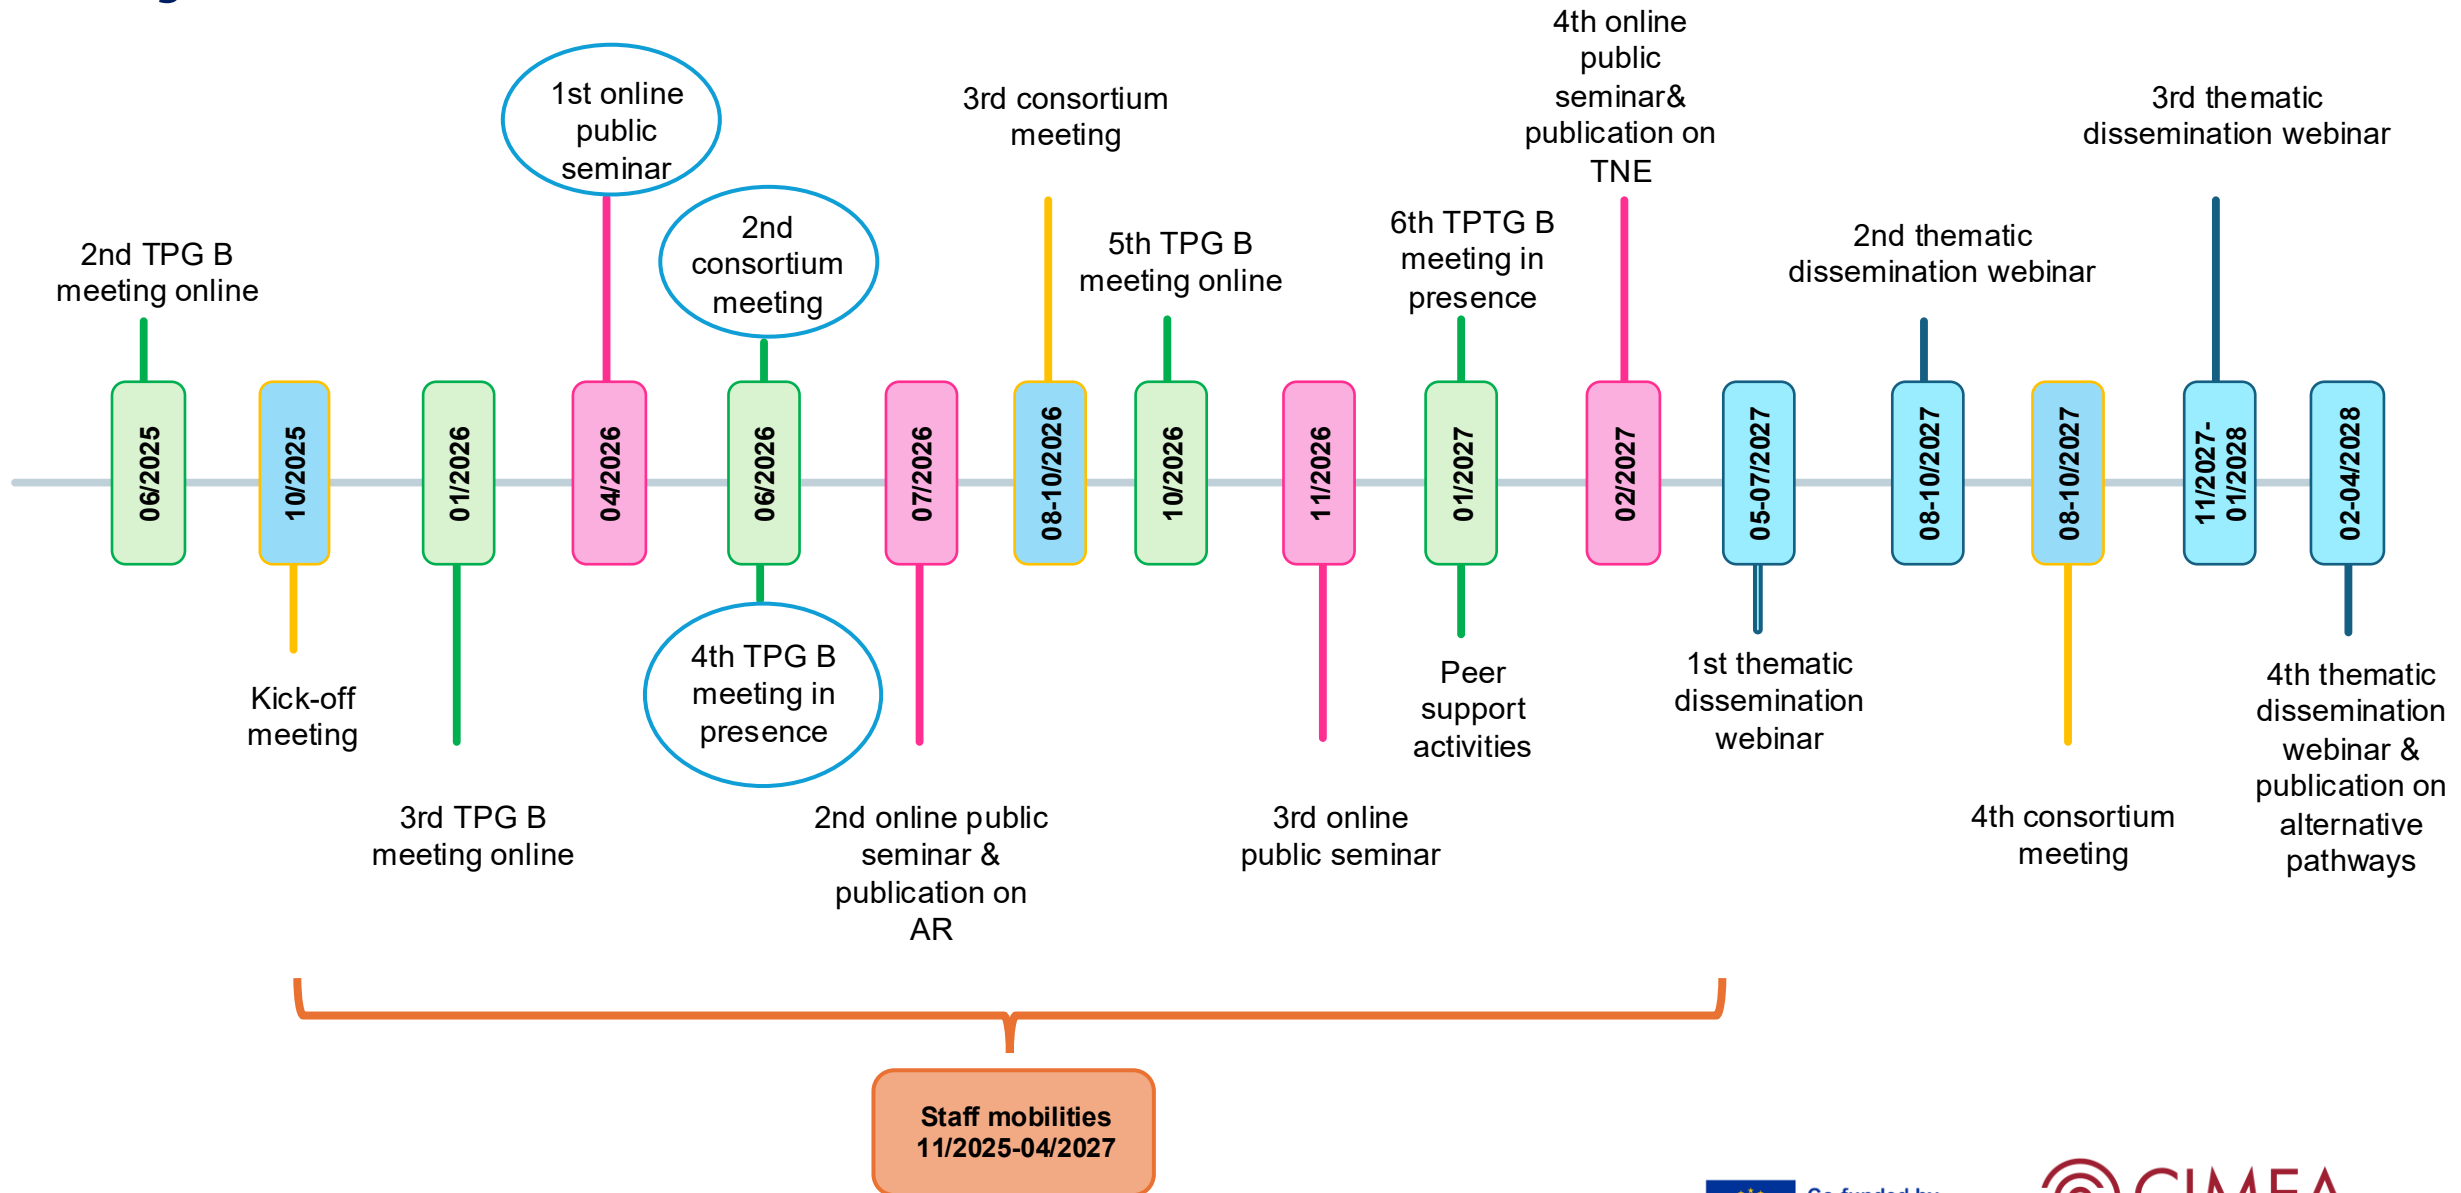 2nd TPG B
meeting online
1st online
public
seminar
2nd
consortium
meeting
3rd consortium
meeting
5th TPG B
meeting online
6th TPTG B
meeting in
presence
4th online
public
seminar&
publication on
TNE
2nd thematic
dissemination webinar
3rd thematic
dissemination webinar
06/2025
10/2025
01/2026
04/2026
06/2026
07/2026
08-10/2026
10/2026
11/2026
01/2027
02/2027
05-07/2027
08-10/2027
08-10/2027
11/2027-
01/2028
02-04/2028
Kick-off
meeting
3rd TPG B
meeting online
4th TPG B
meeting in
presence
2nd online public
seminar &
publication on
AR
3rd online
public seminar
Peer
support
activities
1st thematic
dissemination
webinar
4th consortium
meeting
4th thematic
dissemination
webinar &
publication on
alternative
pathways
Staff mobilities
11/2025-04/2027
Co-funded by
CIMEA